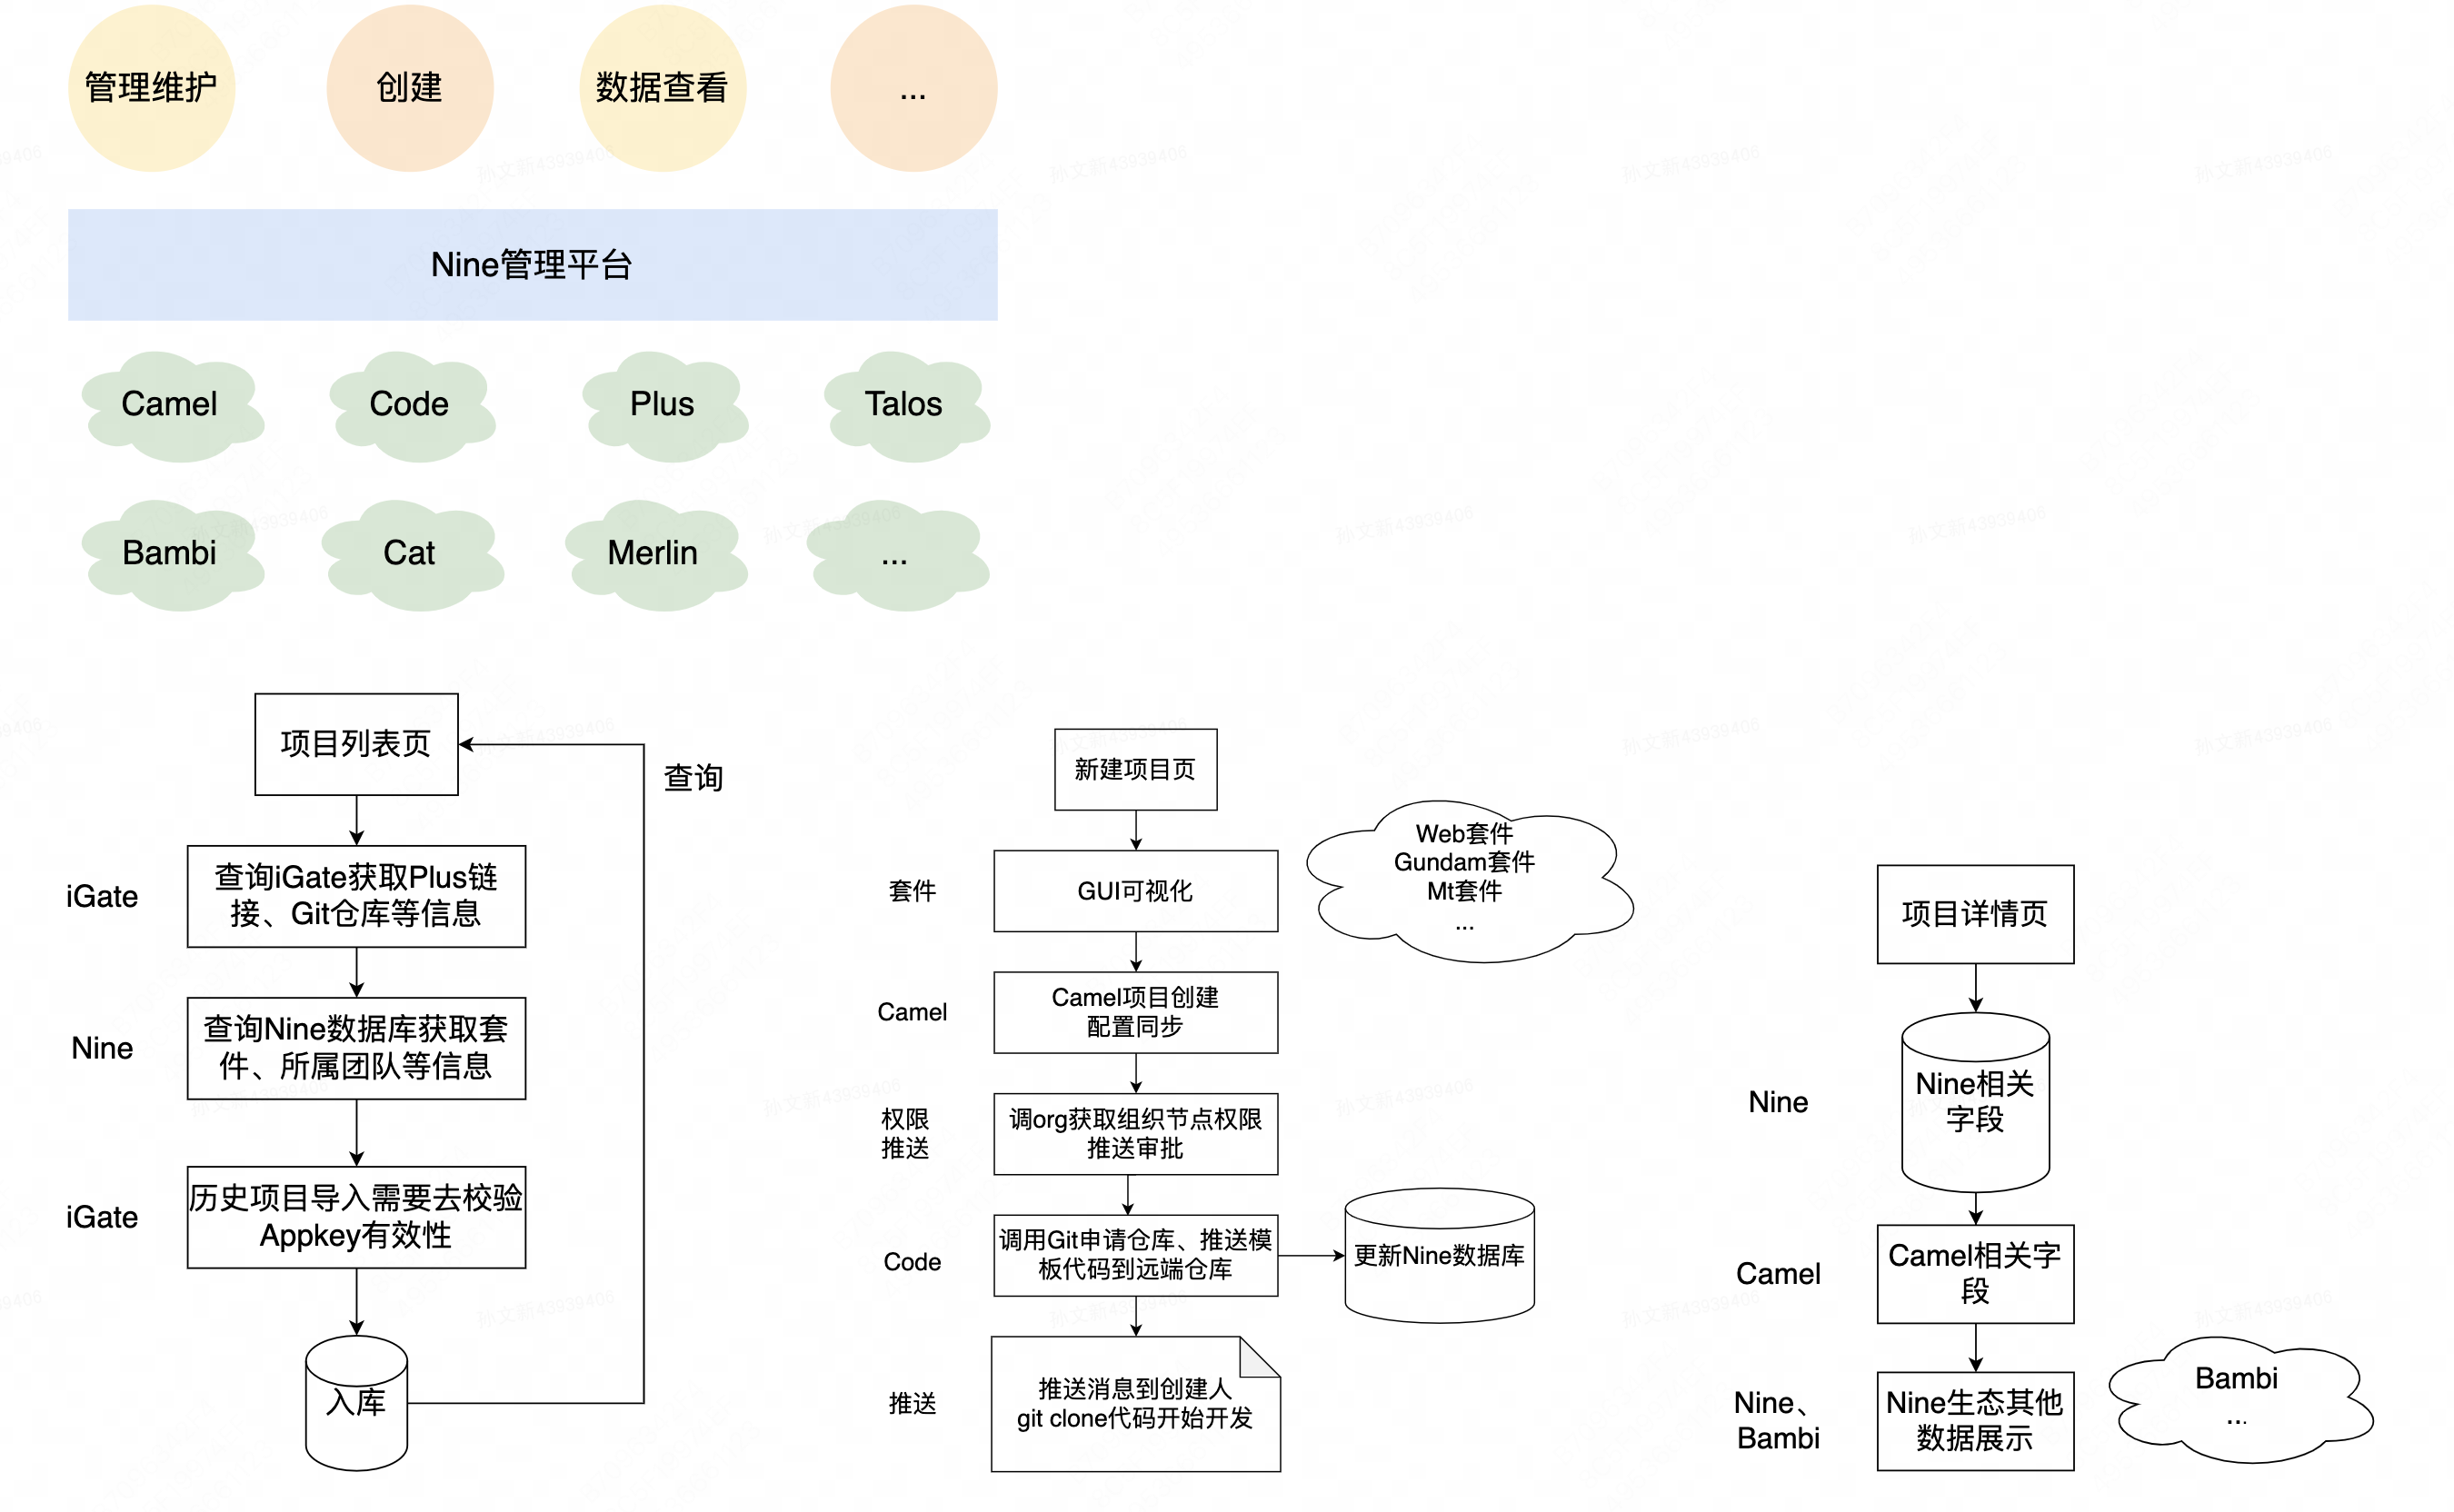 管理维护
创建
数据查看
...
Nine管理平台
Camel
Code
Plus
Talos
Bambi
Cat
Merlin
...
项目列表页
查询
iGate
查询iGate获取Plus链
接、Git仓库等信息
Nine
查询Nine数据库获取套
件、所属团队等信息
iGate
历史项目导入需要去校验
Appkey有效性
入库
新建项目页
套件
GUI可视化
Web套件
Gundam套件
Mt套件
...
Camel
Camel项目创建
配置同步
权限
推送
调org获取组织节点权限
推送审批
Code
调用Git申请仓库、推送模
板代码到远端仓库
更新Nine数据库
推送
推送消息到创建人
git clone代码开始开发
项目详情页
Nine
Nine相关
字段
Camel
Camel相关字
段
Nine、
Bambi
Nine生态其他
数据展示
Bambi
...
孙文新43939406